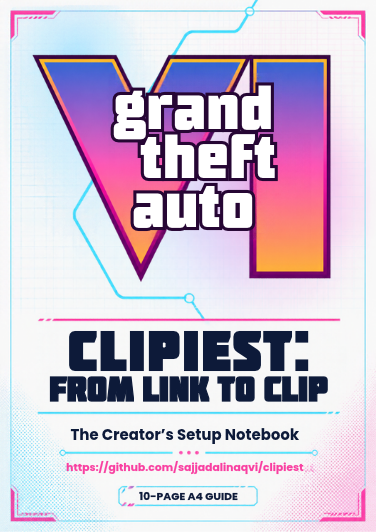 VI
grand
theft
auto
CLIPIEST:
FROM LINK TO CLIP
The Creator's Setup Notebook
https://github.com/sajjadalinaqvi/clipiest
10-PAGE A4 GUIDE